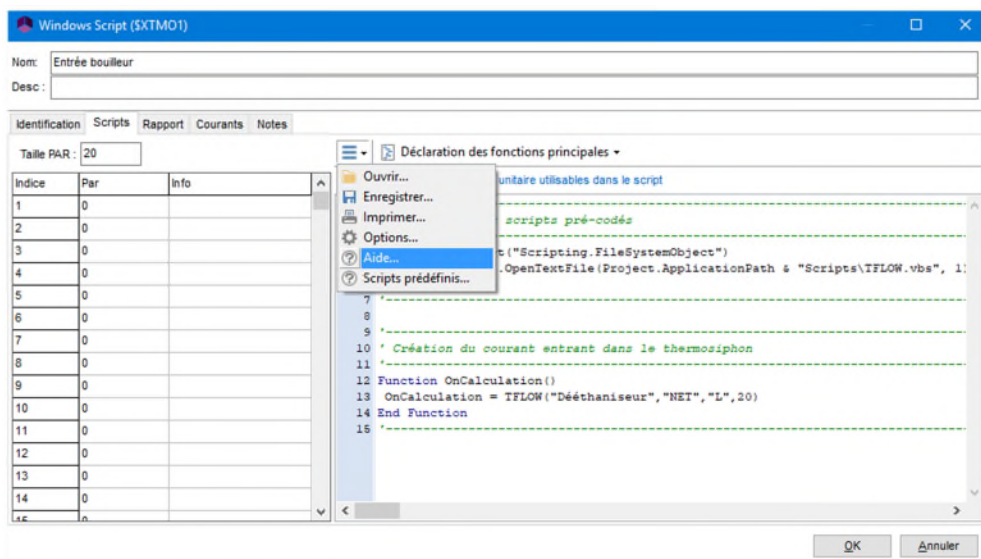 Windows Script ($XTMO1)
Nom: Entrée bouilleur
Desc :
Identification Scripts Rapport Courants Notes
Taille PAR : 20
Déclaration des fonctions principales
Indice Par Info
1 0
2 0
3 0
4 0
5 0
6 0
7 0
8 0
9 0
10 0
11 0
12 0
13 0
14 0
15 0
Ouvrir...
Enregistrer...
Imprimer...
Options...
Aide...
Scripts prédéfinis...
unitaire utilisables dans le script
scripts pré-codés
t("Scripting.FileSystemObject")
.OpenTextFile(Project.ApplicationPath & "Scripts\TFLOW.vbs", 1)
7 '------------------------------------------------------------
8
9 '------------------------------------------------------------
10 ' Création du courant entrant dans le thermosiphon
11 '------------------------------------------------------------
12 Function OnCalculation()
13 OnCalculation = TFLOW("Dééthaniseur","NET","L",20)
14 End Function
15 '------------------------------------------------------------
OK Annuler